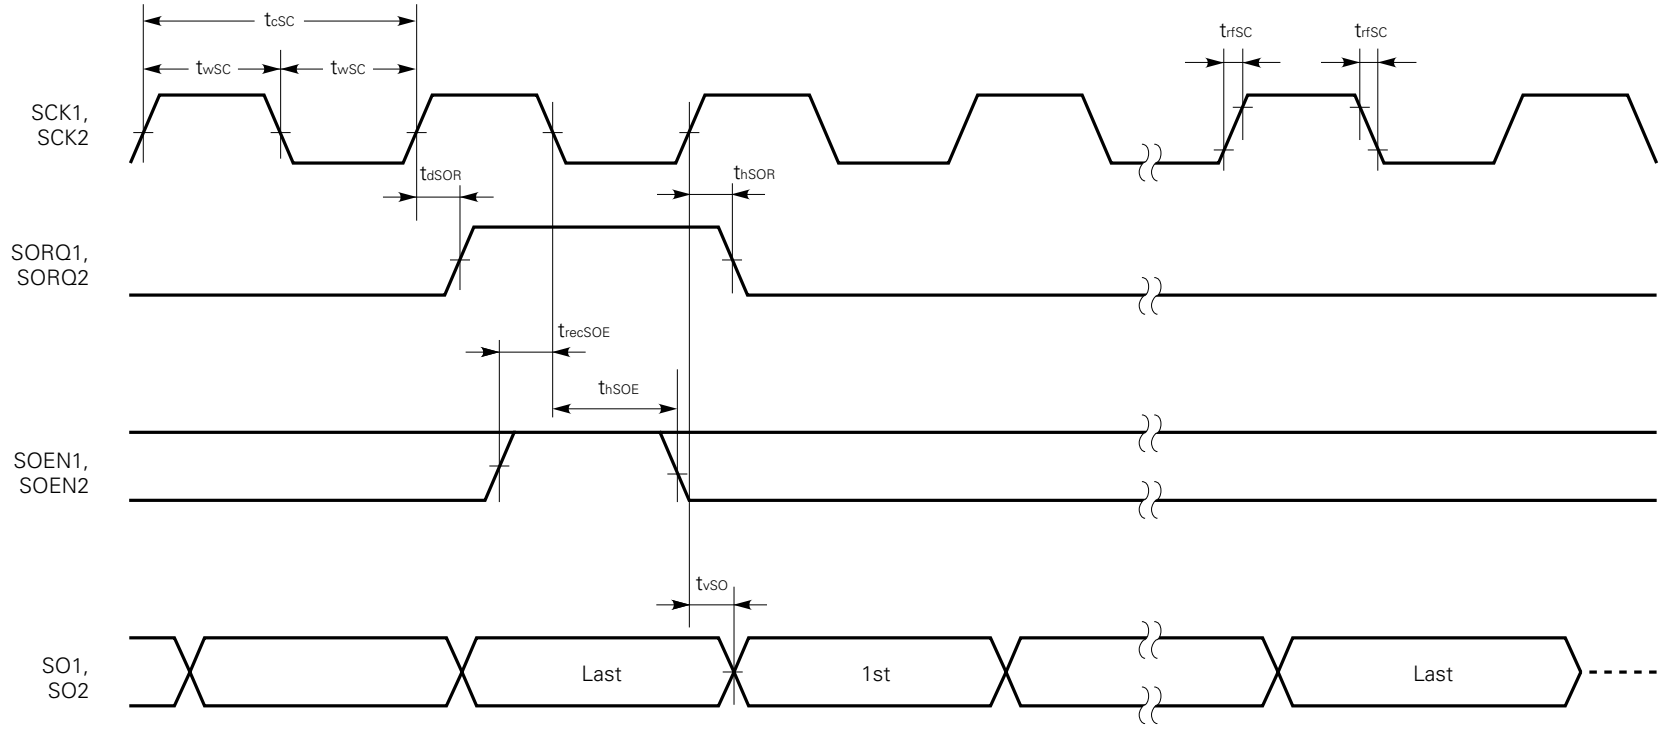 tcSC
twSC twSC
trfSC trfSC
SCK1,
SCK2
tdSOR thSOR
SORQ1,
SORQ2
trecSOE
thSOE
SOEN1,
SOEN2
tvSO
SO1,
SO2
Last 1st Last